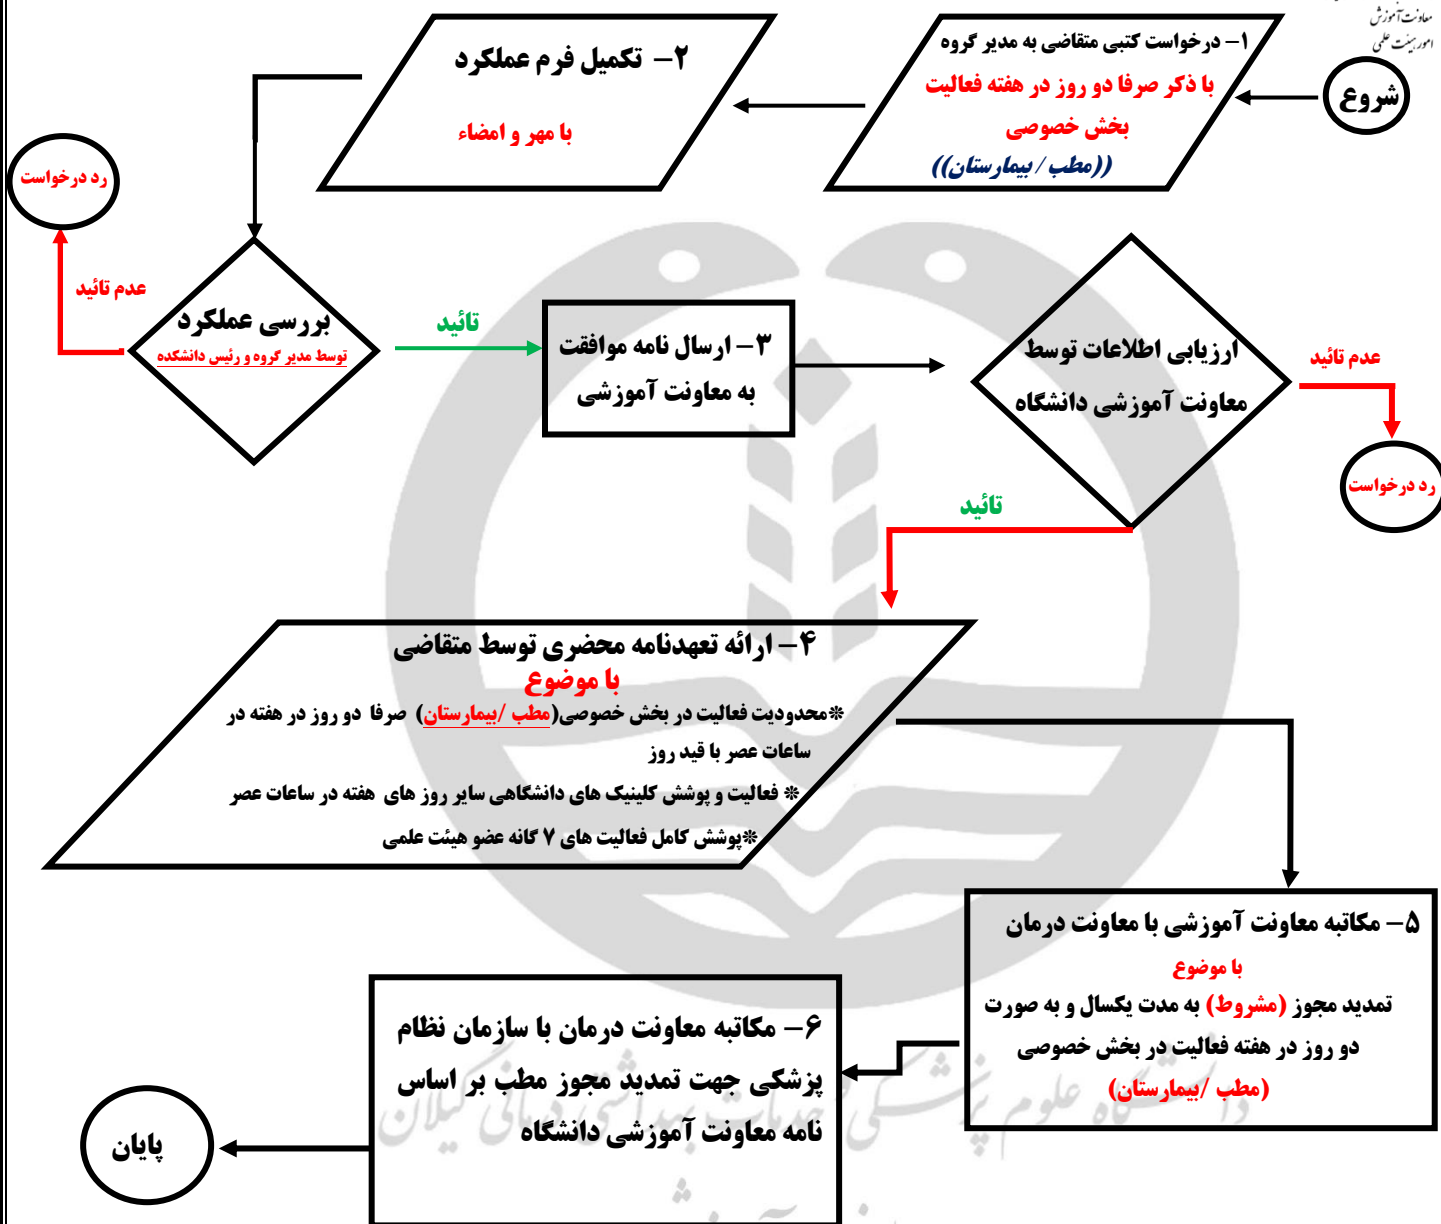 معاونت آموزش
امور هیئت علمی
شروع
۱- درخواست کتبی متقاضی به مدیر گروه
با ذکر صرفا دو روز در هفته فعالیت
بخش خصوصی
((مطب / بیمارستان))
۲- تکمیل فرم عملکرد
با مهر و امضاء
رد درخواست
عدم تائید
بررسی عملکرد
توسط مدیر گروه و رئیس دانشکده
تائید
۳- ارسال نامه موافقت
به معاونت آموزشی
ارزیابی اطلاعات توسط
معاونت آموزشی دانشگاه
عدم تائید
رد درخواست
تائید
۴- ارائه تعهدنامه محضری توسط متقاضی
با موضوع
*محدودیت فعالیت در بخش خصوصی(مطب /بیمارستان) صرفا دو روز در هفته در
ساعات عصر با قید روز
* فعالیت و پوشش کلینیک های دانشگاهی سایر روز های هفته در ساعات عصر
*پوشش کامل فعالیت های ۷ گانه عضو هیئت علمی
۵- مکاتبه معاونت آموزشی با معاونت درمان
با موضوع
تمدید مجوز (مشروط) به مدت یکسال و به صورت
دو روز در هفته فعالیت در بخش خصوصی
(مطب /بیمارستان)
۶- مکاتبه معاونت درمان با سازمان نظام
پزشکی جهت تمدید مجوز مطب بر اساس
نامه معاونت آموزشی دانشگاه
پایان
دانشگاه علوم پزشکی خدمات بهداشتی درمانی گیلان